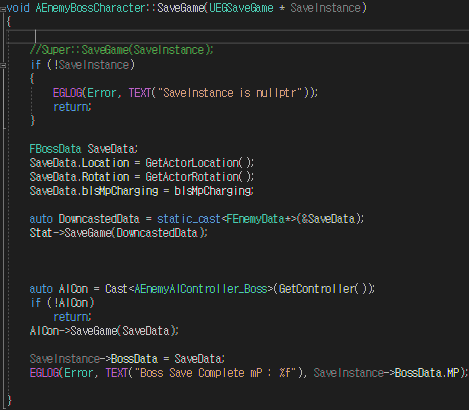 void AEnemyBossCharacter::SaveGame(UEGSaveGame * SaveInstance)
{
//Super::SaveGame(SaveInstance);
if (!SaveInstance)
{
EGLOG(Error, TEXT("SaveInstance is nullptr"));
return;
}
FBossData SaveData;
SaveData.Location = GetActorLocation();
SaveData.Rotation = GetActorRotation();
SaveData.bIsMpCharging = bIsMpCharging;
auto DowncastedData = static_cast<FEnemyData*>(&SaveData);
Stat->SaveGame(DowncastedData);
auto AICon = Cast<AEnemyAIController_Boss>(GetController());
if (!AICon)
return;
AICon->SaveGame(SaveData);
SaveInstance->BossData = SaveData;
EGLOG(Error, TEXT("Boss Save Complete mP : %f"), SaveInstance->BossData.MP);
}